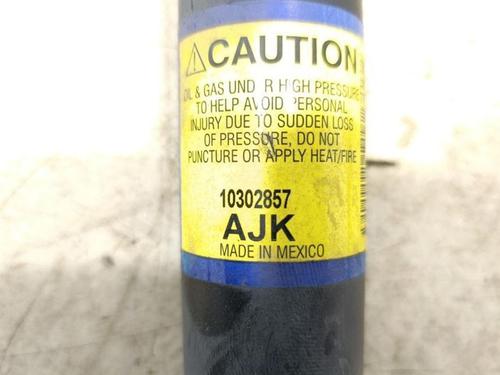 CAUTION
OIL & GAS UNDER HIGH PRESSURE
TO HELP AVOID PERSONAL
INJURY DUE TO SUDDEN LOSS
OF PRESSURE, DO NOT
PUNCTURE OR APPLY HEAT/FIRE
10302857
AJK
MADE IN MEXICO